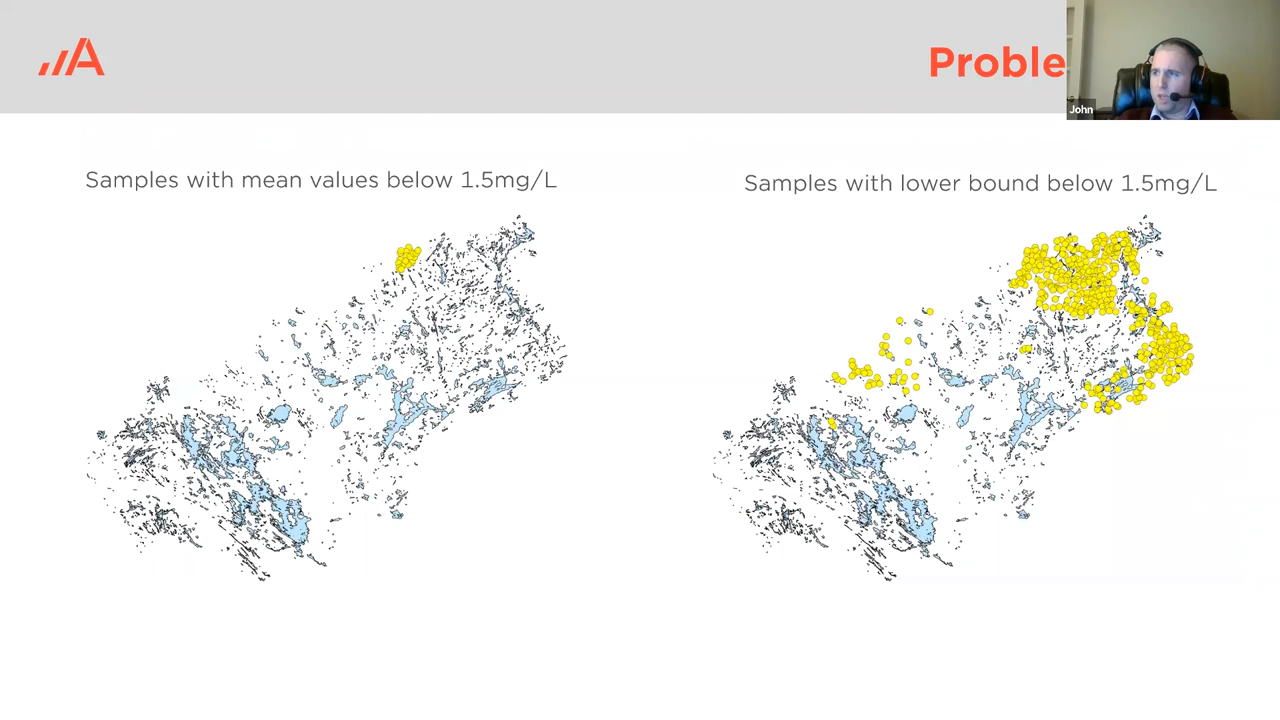 Proble
John
Samples with mean values below 1.5mg/L
Samples with lower bound below 1.5mg/L